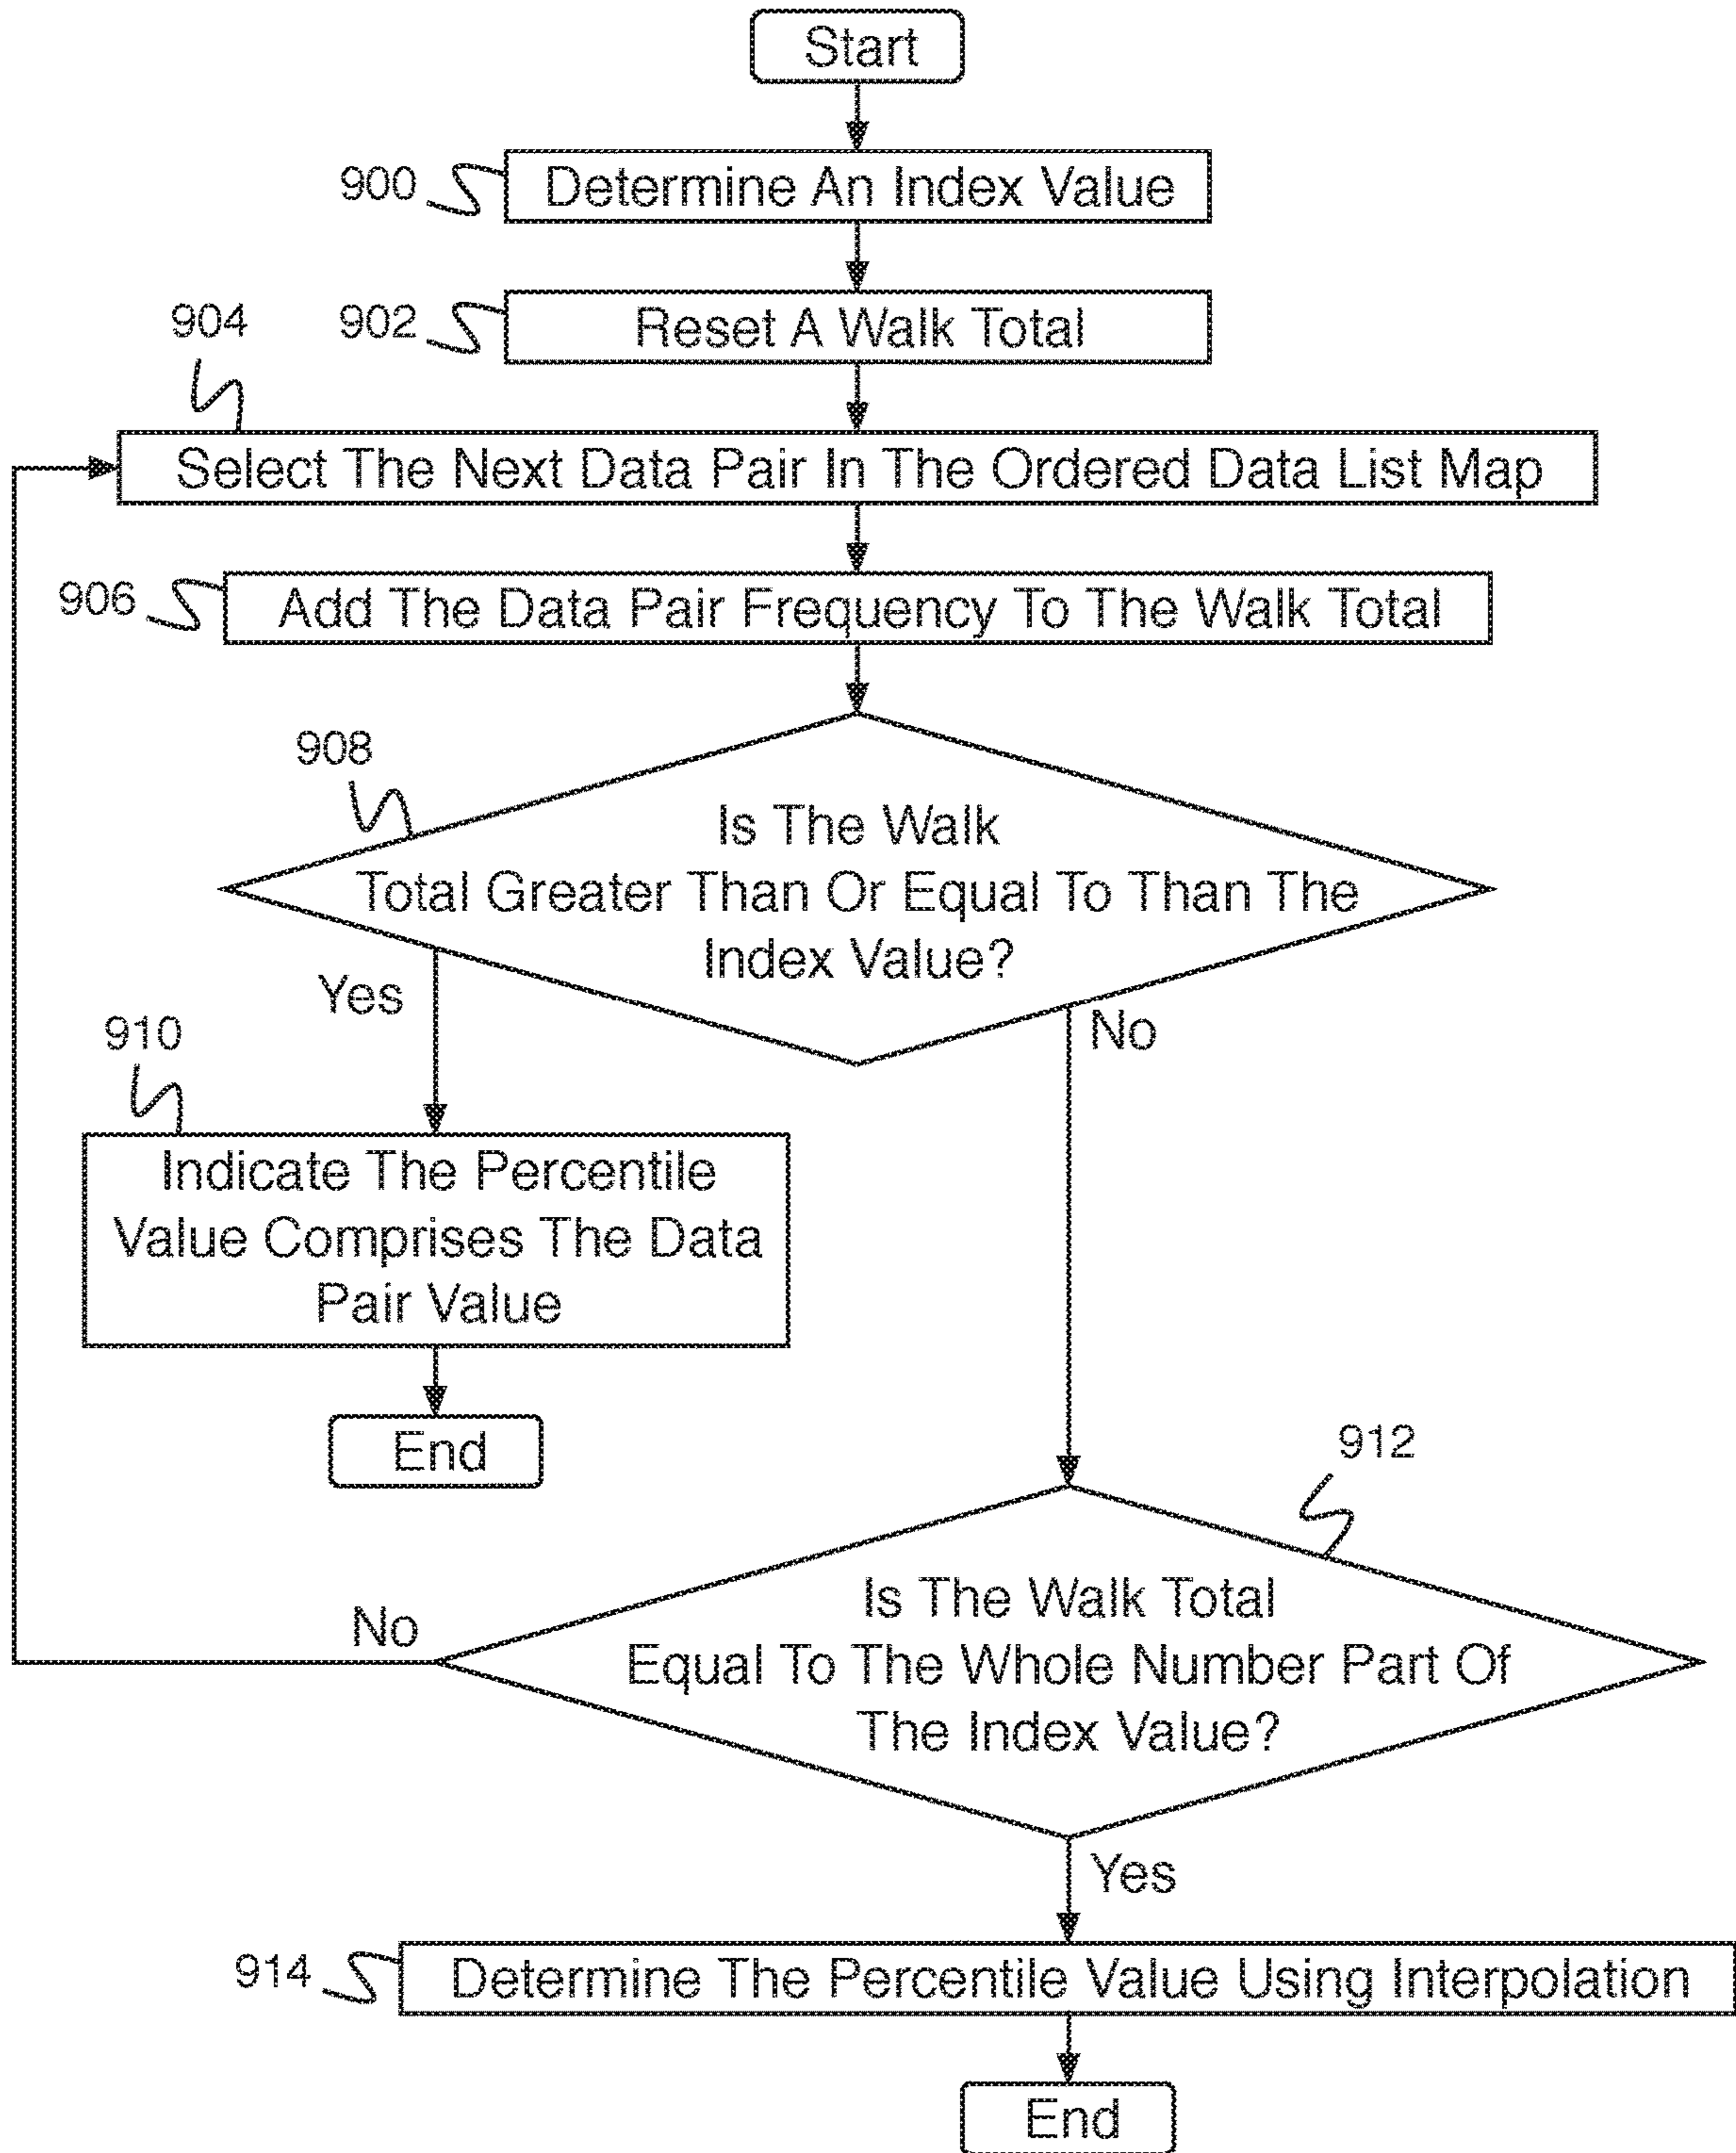 Start
900
Determine An Index Value
904
902
Reset A Walk Total
Select The Next Data Pair In The Ordered Data List Map
906
Add The Data Pair Frequency To The Walk Total
908
Is The Walk
Total Greater Than Or Equal To Than The
Index Value?
Yes
No
910
Indicate The Percentile
Value Comprises The Data
Pair Value
End
912
Is The Walk Total
Equal To The Whole Number Part Of
The Index Value?
No
Yes
914
Determine The Percentile Value Using Interpolation
End